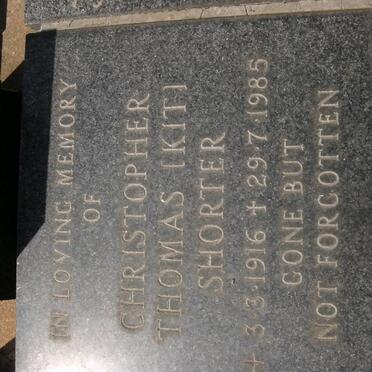 IN LOVING MEMORY
OF
CHRISTOPHER
THOMAS (KIT)
SHORTER
+ 3.3.1916 + 29.7.1985
GONE BUT
NOT FORGOTTEN